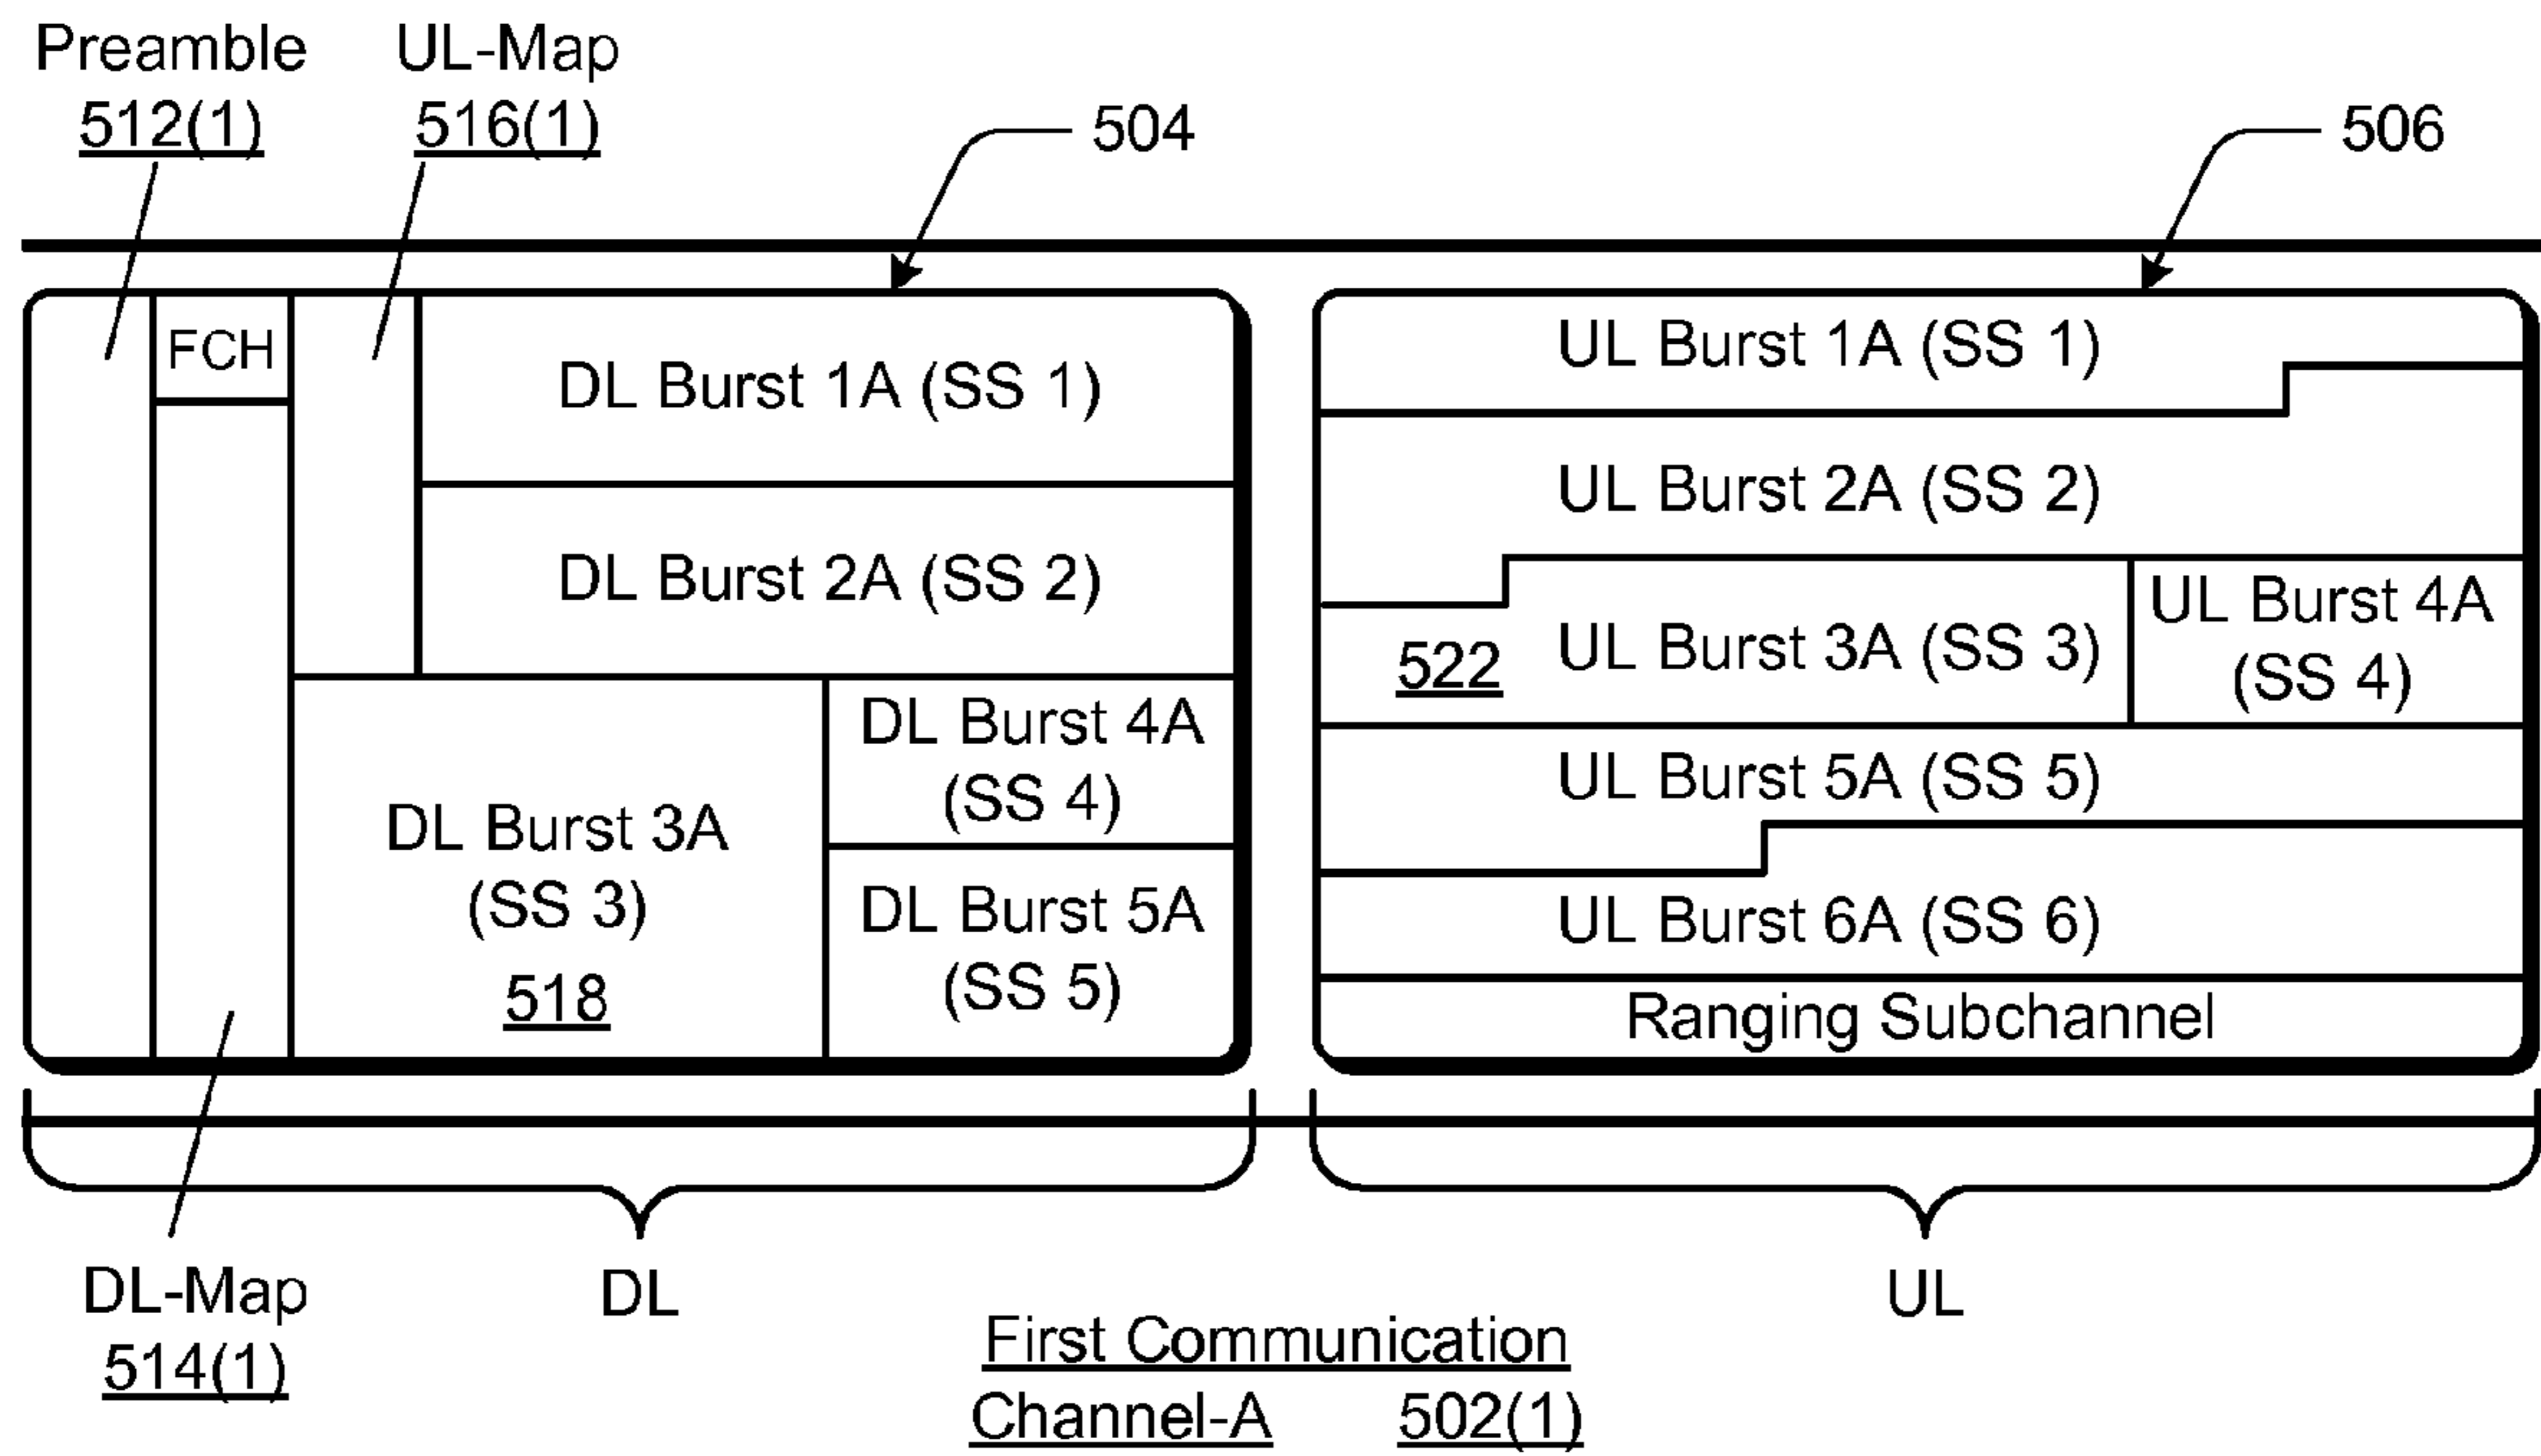 Preamble
512(1)
UL-Map
516(1)
504
506
FCH
DL Burst 1A (SS 1)
DL Burst 2A (SS 2)
DL Burst 3A
(SS 3)
518
DL Burst 4A
(SS 4)
DL Burst 5A
(SS 5)
UL Burst 1A (SS 1)
UL Burst 2A (SS 2)
522
UL Burst 3A (SS 3)
UL Burst 4A
(SS 4)
UL Burst 5A (SS 5)
UL Burst 6A (SS 6)
Ranging Subchannel
DL-Map
514(1)
DL
UL
First Communication
Channel-A 502(1)